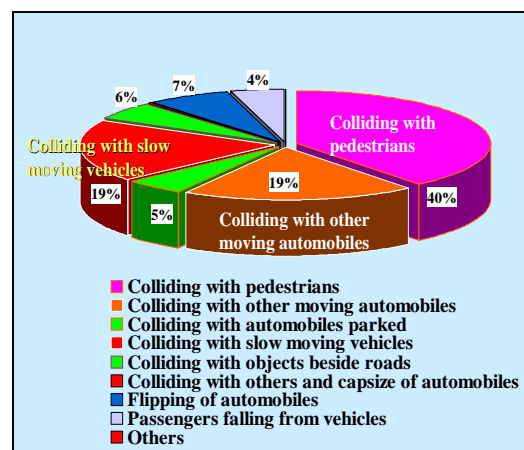 4%
7%
6%
Colliding with
pedestrians
Colliding with slow
moving vehicles
19%
19%
5%
40%
Colliding with other
moving automobiles
Colliding with pedestrians
Colliding with other moving automobiles
Colliding with automobiles parked
Colliding with slow moving vehicles
Colliding with objects beside roads
Colliding with others and capsize of automobiles
Flipping of automobiles
Passengers falling from vehicles
Others